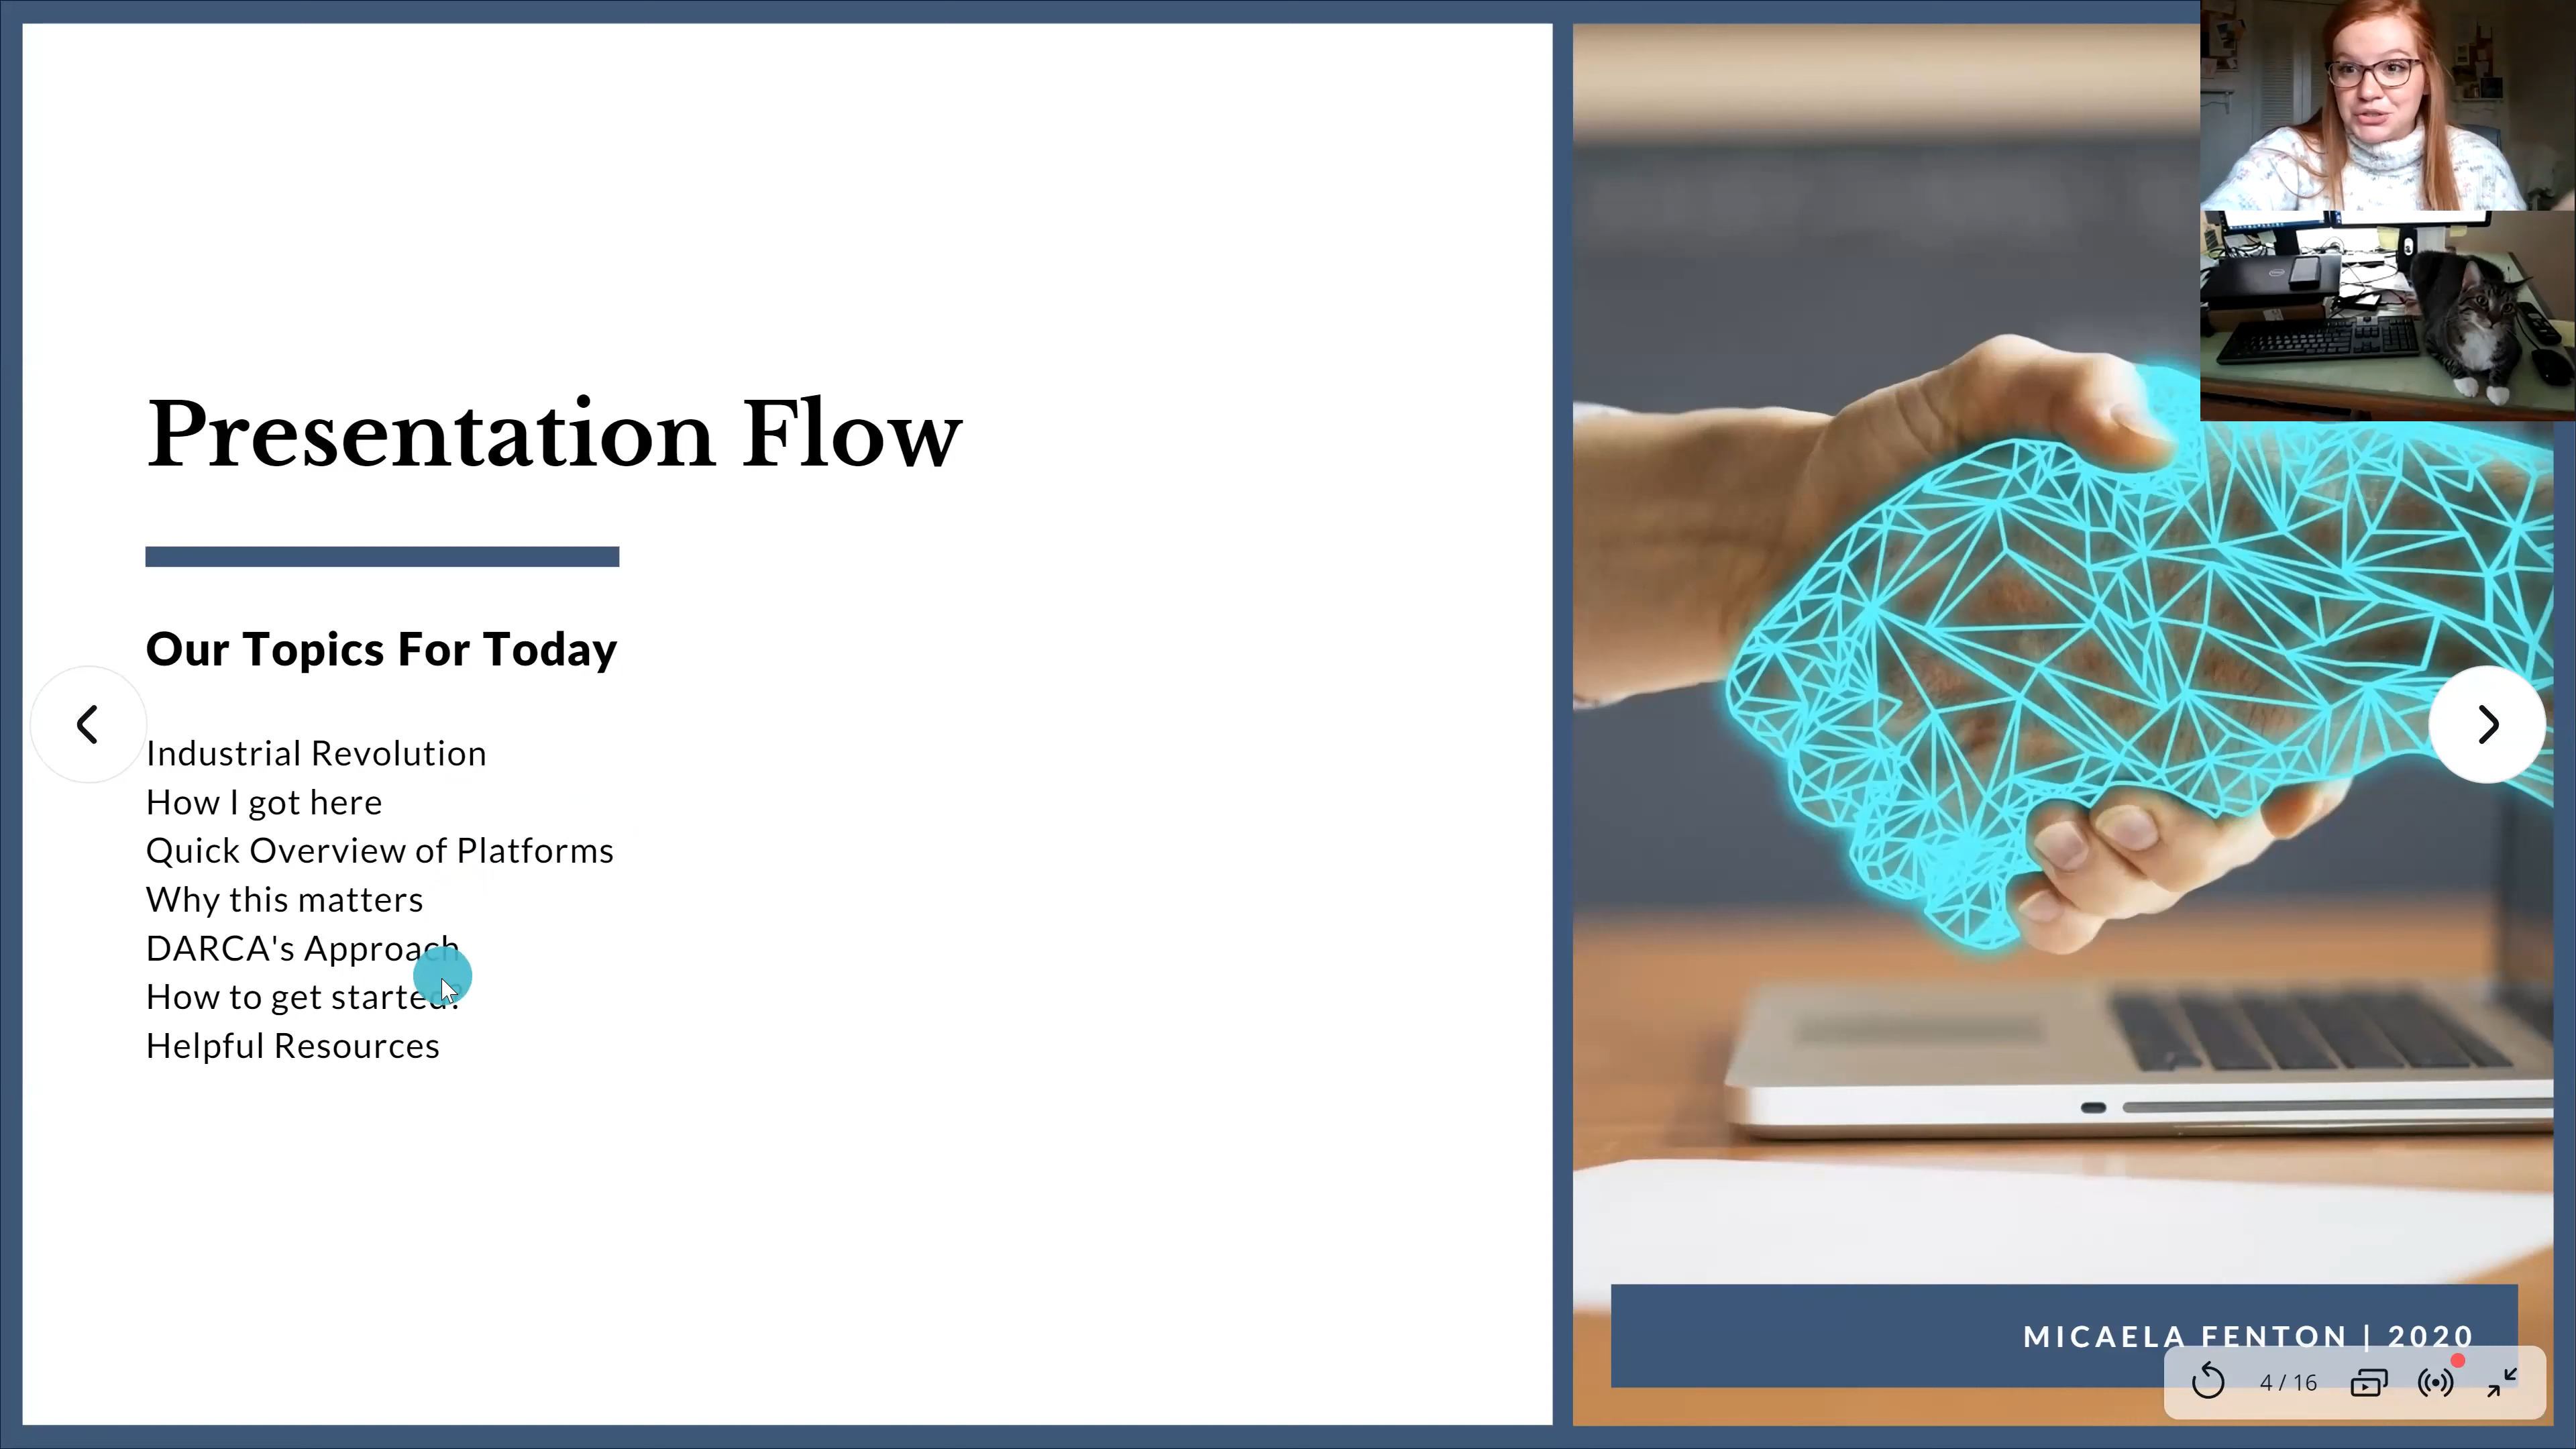 Presentation Flow
Our Topics For Today
Industrial Revolution
How I got here
Quick Overview of Platforms
Why this matters
DARCA's Approach
How to get started?
Helpful Resources
MICAELA FENTON | 2020
4 / 16